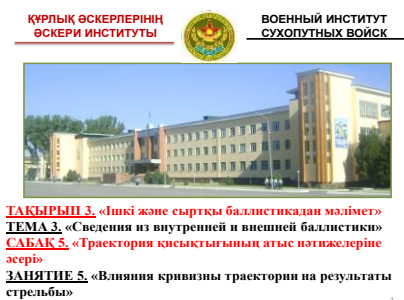 ҚҰРЛЫҚ ӘСКЕРЛЕРІНІҢ
ӘСКЕРИ ИНСТИТУТЫ
ВОЕННЫЙ ИНСТИТУТ
СУХОПУТНЫХ ВОЙСК
ТАҚЫРЫП 3. «Ішкі және сыртқы баллистикадан мәлімет»
ТЕМА 3. «Сведения из внутренней и внешней баллистики»
САБАҚ 5. «Траектория қисықтығының атыс нәтижелеріне
әсері»
ЗАНЯТИЕ 5. «Влияния кривизны траектории на результаты
стрельбы»
1